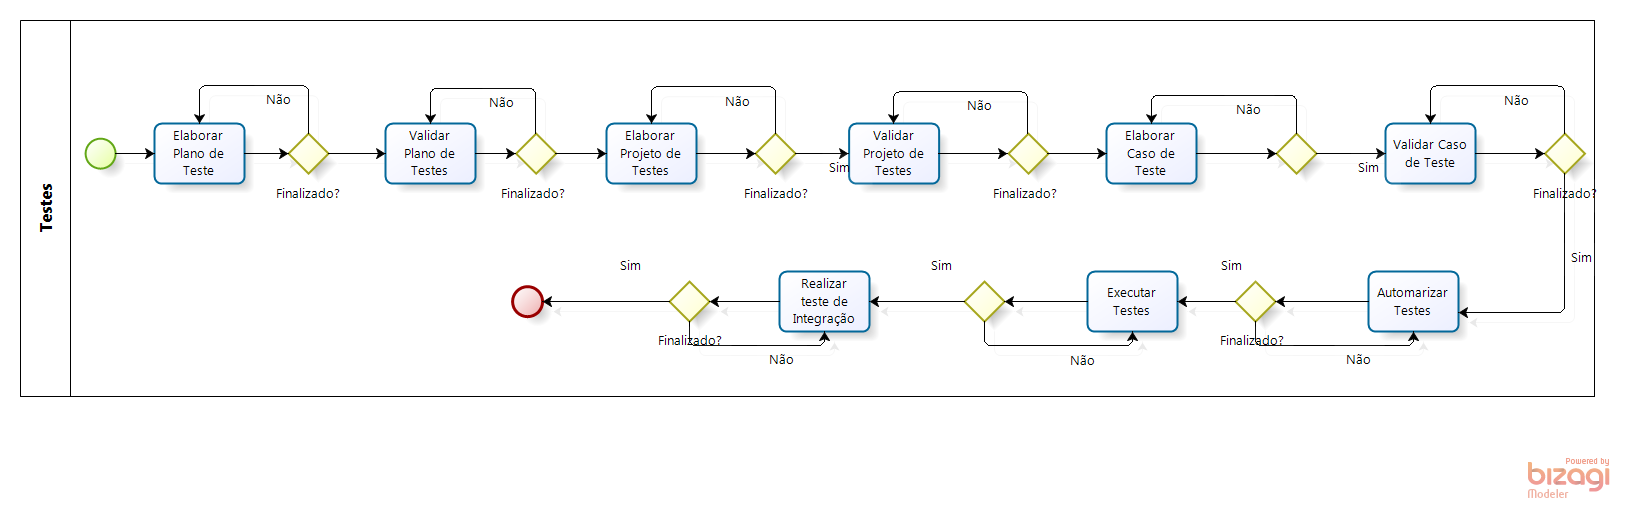 Testes
Não
Não
Não
Não
Não
Não
Elaborar
Plano de
Teste
Validar
Plano de
Testes
Elaborar
Projeto de
Testes
Validar
Projeto de
Testes
Elaborar
Caso de
Teste
Validar Caso
de Teste
Sim
Sim
Finalizado?
Finalizado?
Finalizado?
Finalizado?
Finalizado?
Sim
Sim
Sim
Sim
Realizar
teste de
Integração
Executar
Testes
Automarizar
Testes
Finalizado?
Finalizado?
Não
Não
Não
Powered by
bizagi
Modeler